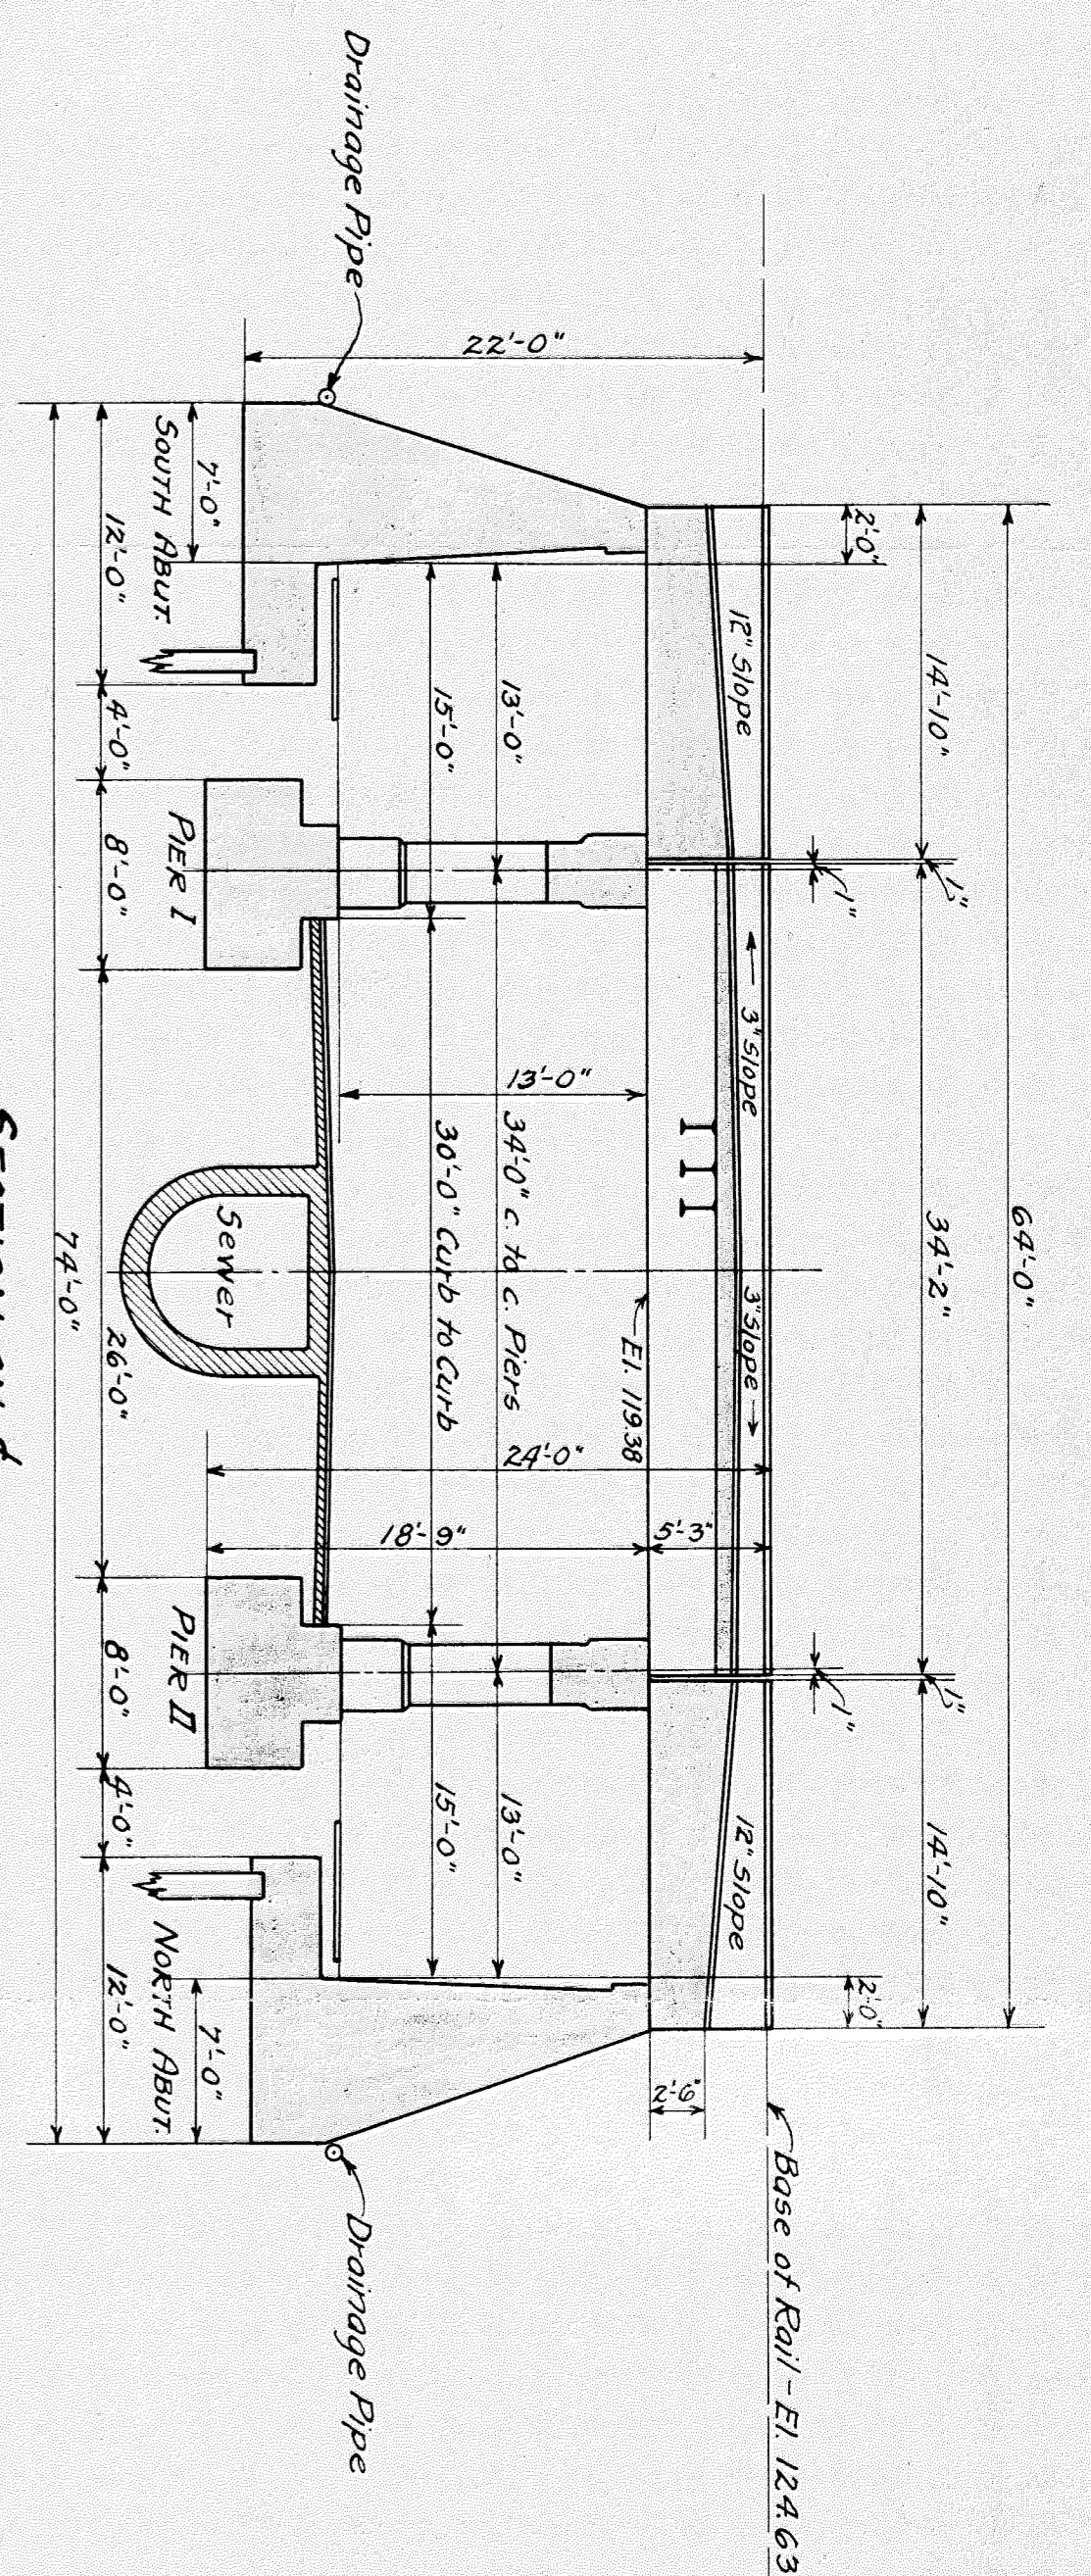 64'-0"
14'-10"
34'-2"
14'-10"
1"
1"
2'-0"
1"
1"
2'-0"
Base of Rail-El. 124.63
12" Slope
3" Slope
3" Slope
12" Slope
5'-3"
2'-6"
El. 119.38
22'-0"
13'-0"
34'-0" c. to c. Piers
13'-0"
15'-0"
30'-0" Curb to Curb
15'-0"
13'-0"
24'-0"
18'-9"
Drainage Pipe
Drainage Pipe
Sewer
7'-0"
7'-0"
SOUTH ABUT.
PIER I
PIER II
NORTH ABUT.
12'-0"
4'-0"
8'-0"
26'-0"
8'-0"
4'-0"
12'-0"
74'-0"